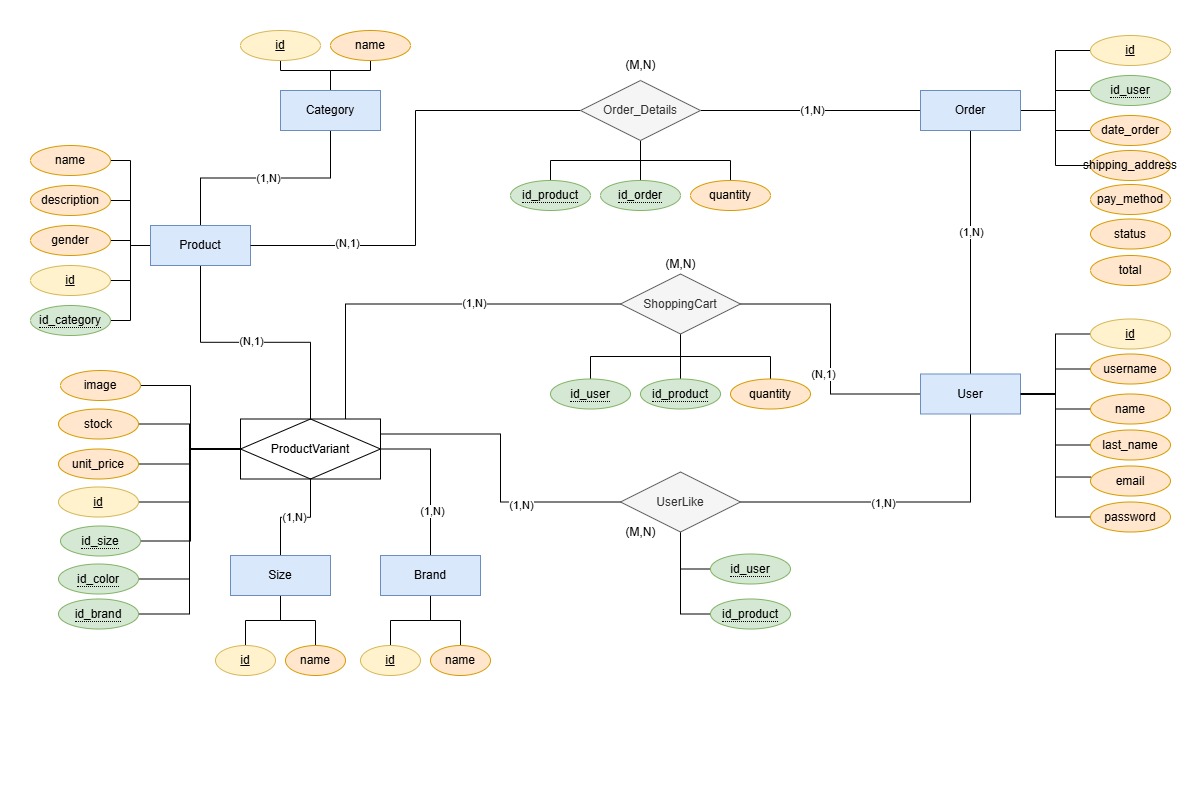 id
name
Category
(M,N)
Order_Details
(1,N)
Order
id
id_user
date_order
shipping_address
pay_method
status
total
id_product
id_order
quantity
name
description
gender
id
id_category
(1,N)
Product
(N,1)
(1,N)
(M,N)
(1,N)
ShoppingCart
(N,1)
id_user
id_product
quantity
User
id
username
name
last_name
email
password
(N,1)
image
stock
unit_price
id
id_size
id_color
id_brand
ProductVariant
(1,N)
UserLike
(1,N)
(M,N)
id_user
id_product
(1,N)
(1,N)
Size
Brand
id
name
id
name